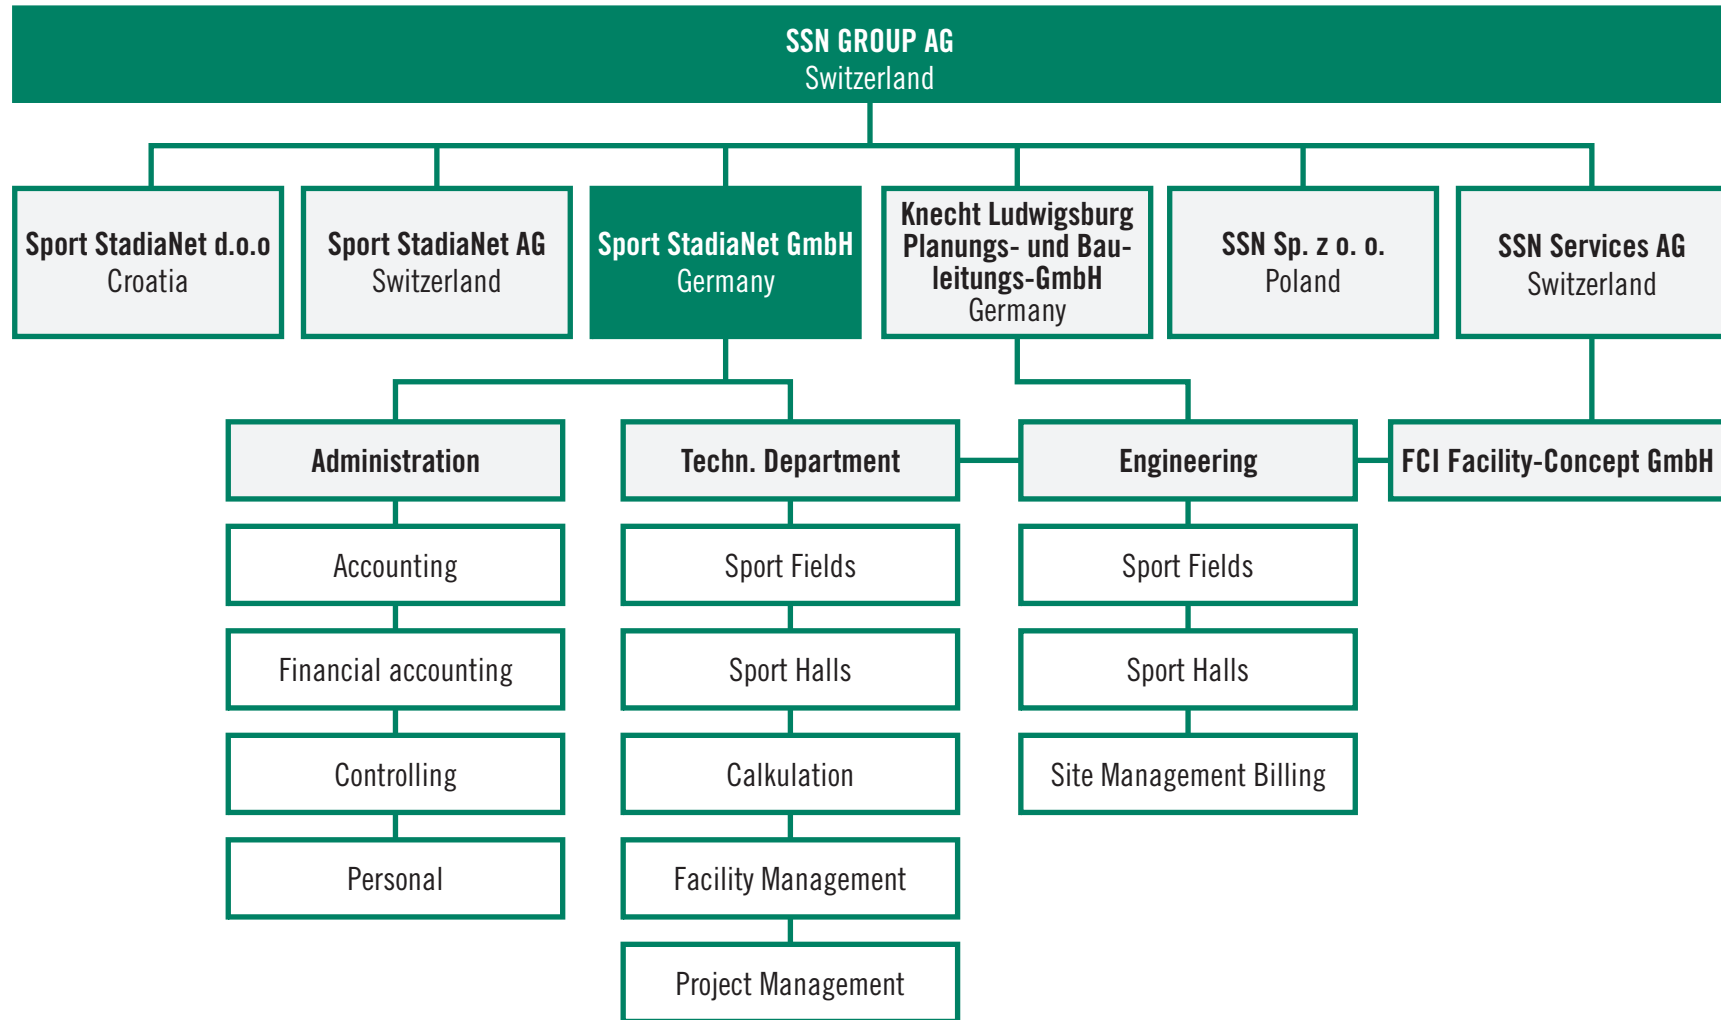 SSN GROUP AG
Switzerland
Sport StadiaNet d.o.o
Croatia
Sport StadiaNet AG
Switzerland
Sport StadiaNet GmbH
Germany
Knecht Ludwigsburg
Planungs- und Bau-
leitungs-GmbH
Germany
SSN Sp. z o. o.
Poland
SSN Services AG
Switzerland
Administration
Techn. Department
Engineering
FCI Facility-Concept GmbH
Accounting
Sport Fields
Sport Fields
Financial accounting
Sport Halls
Sport Halls
Controlling
Calkulation
Site Management Billing
Personal
Facility Management
Project Management